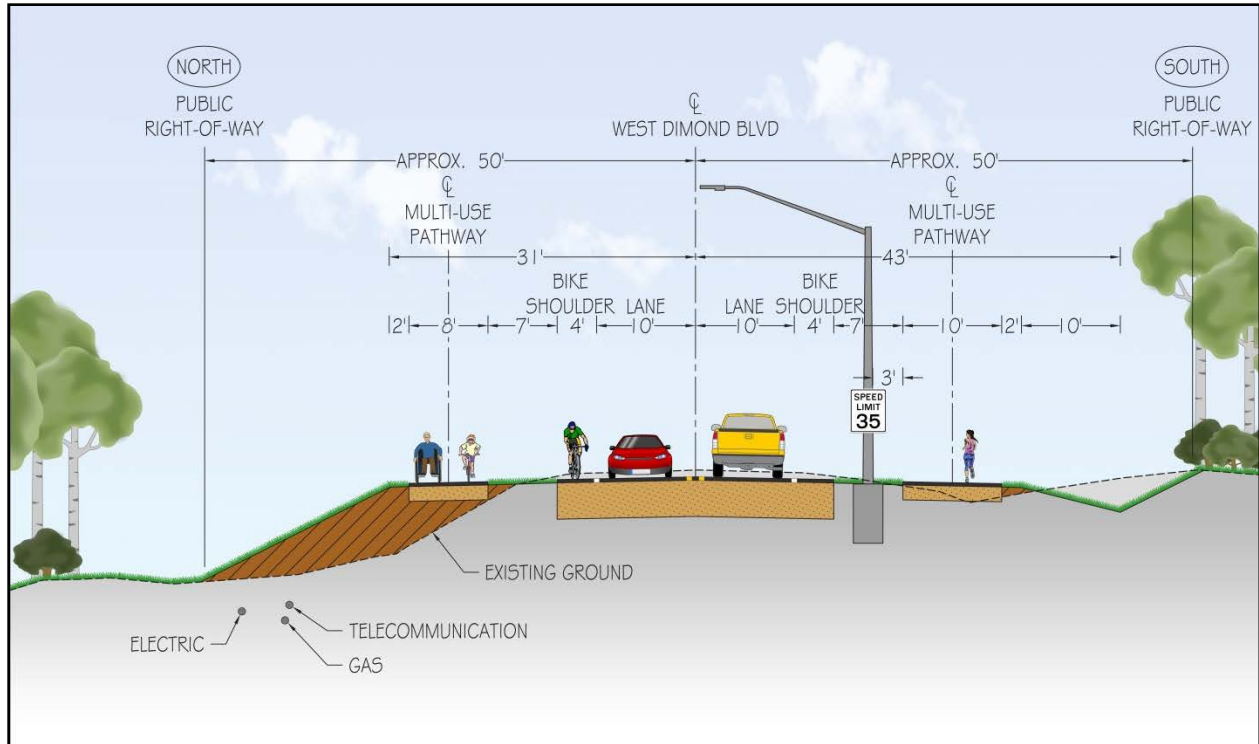 NORTH
PUBLIC
RIGHT-OF-WAY
℄
WEST DIMOND BLVD
SOUTH
PUBLIC
RIGHT-OF-WAY
APPROX. 50'
APPROX. 50'
℄
MULTI-USE
PATHWAY
℄
MULTI-USE
PATHWAY
31'
43'
BIKE
SHOULDER
LANE
LANE
BIKE
SHOULDER
2'
8'
7'
4'
10'
10'
4'
7'
10'
2'
10'
3'
SPEED
LIMIT
35
EXISTING GROUND
ELECTRIC
TELECOMMUNICATION
GAS